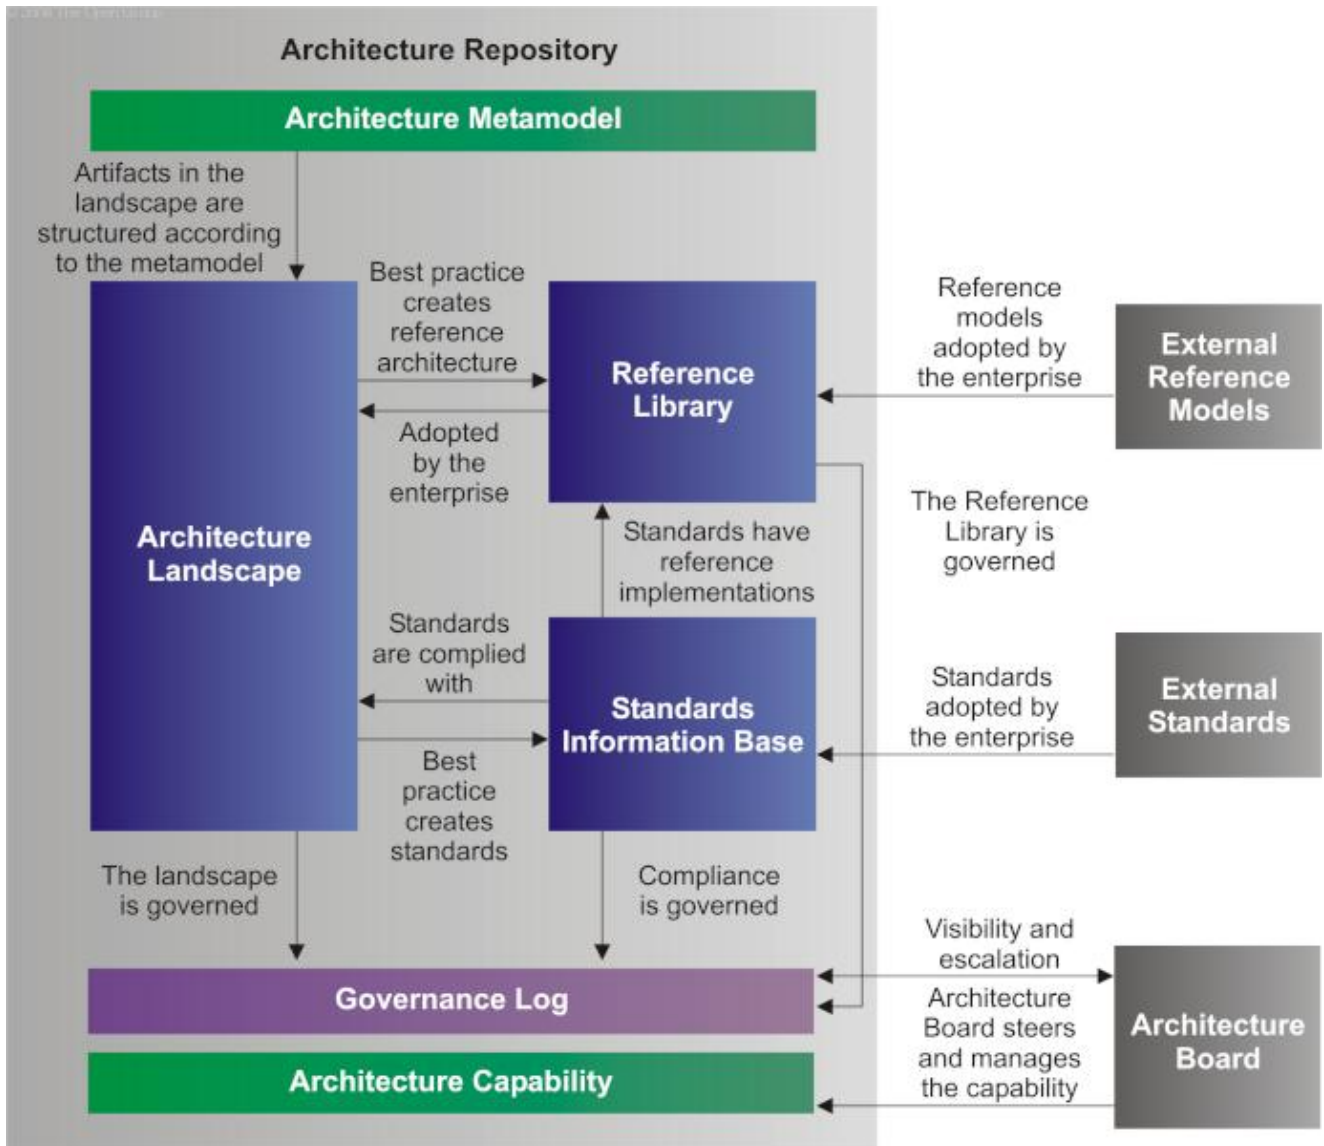 © 2008 The Open Group
Architecture Repository
Architecture Metamodel
Artifacts in the
landscape are
structured according
to the metamodel
Best practice
creates
reference
architecture
Reference
Library
Reference
models
adopted by
the enterprise
External
Reference
Models
Adopted
by the
enterprise
Architecture
Landscape
Standards have
reference
implementations
The Reference
Library is
governed
Standards
are complied
with
Standards
Information Base
Standards
adopted by
the enterprise
External
Standards
Best
practice
creates
standards
The landscape
is governed
Compliance
is governed
Visibility and
escalation
Governance Log
Architecture
Board steers
and manages
the capability
Architecture
Board
Architecture Capability